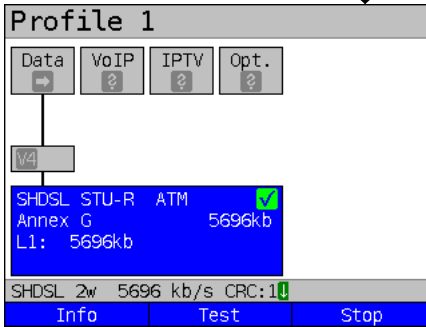 Profile 1
Data VoIP IPTV Opt.
? ? ?
V4
SHDSL STU-R ATM
Annex G 5696kb
L1: 5696kb
SHDSL 2w 5696 kb/s CRC:1
Info Test Stop